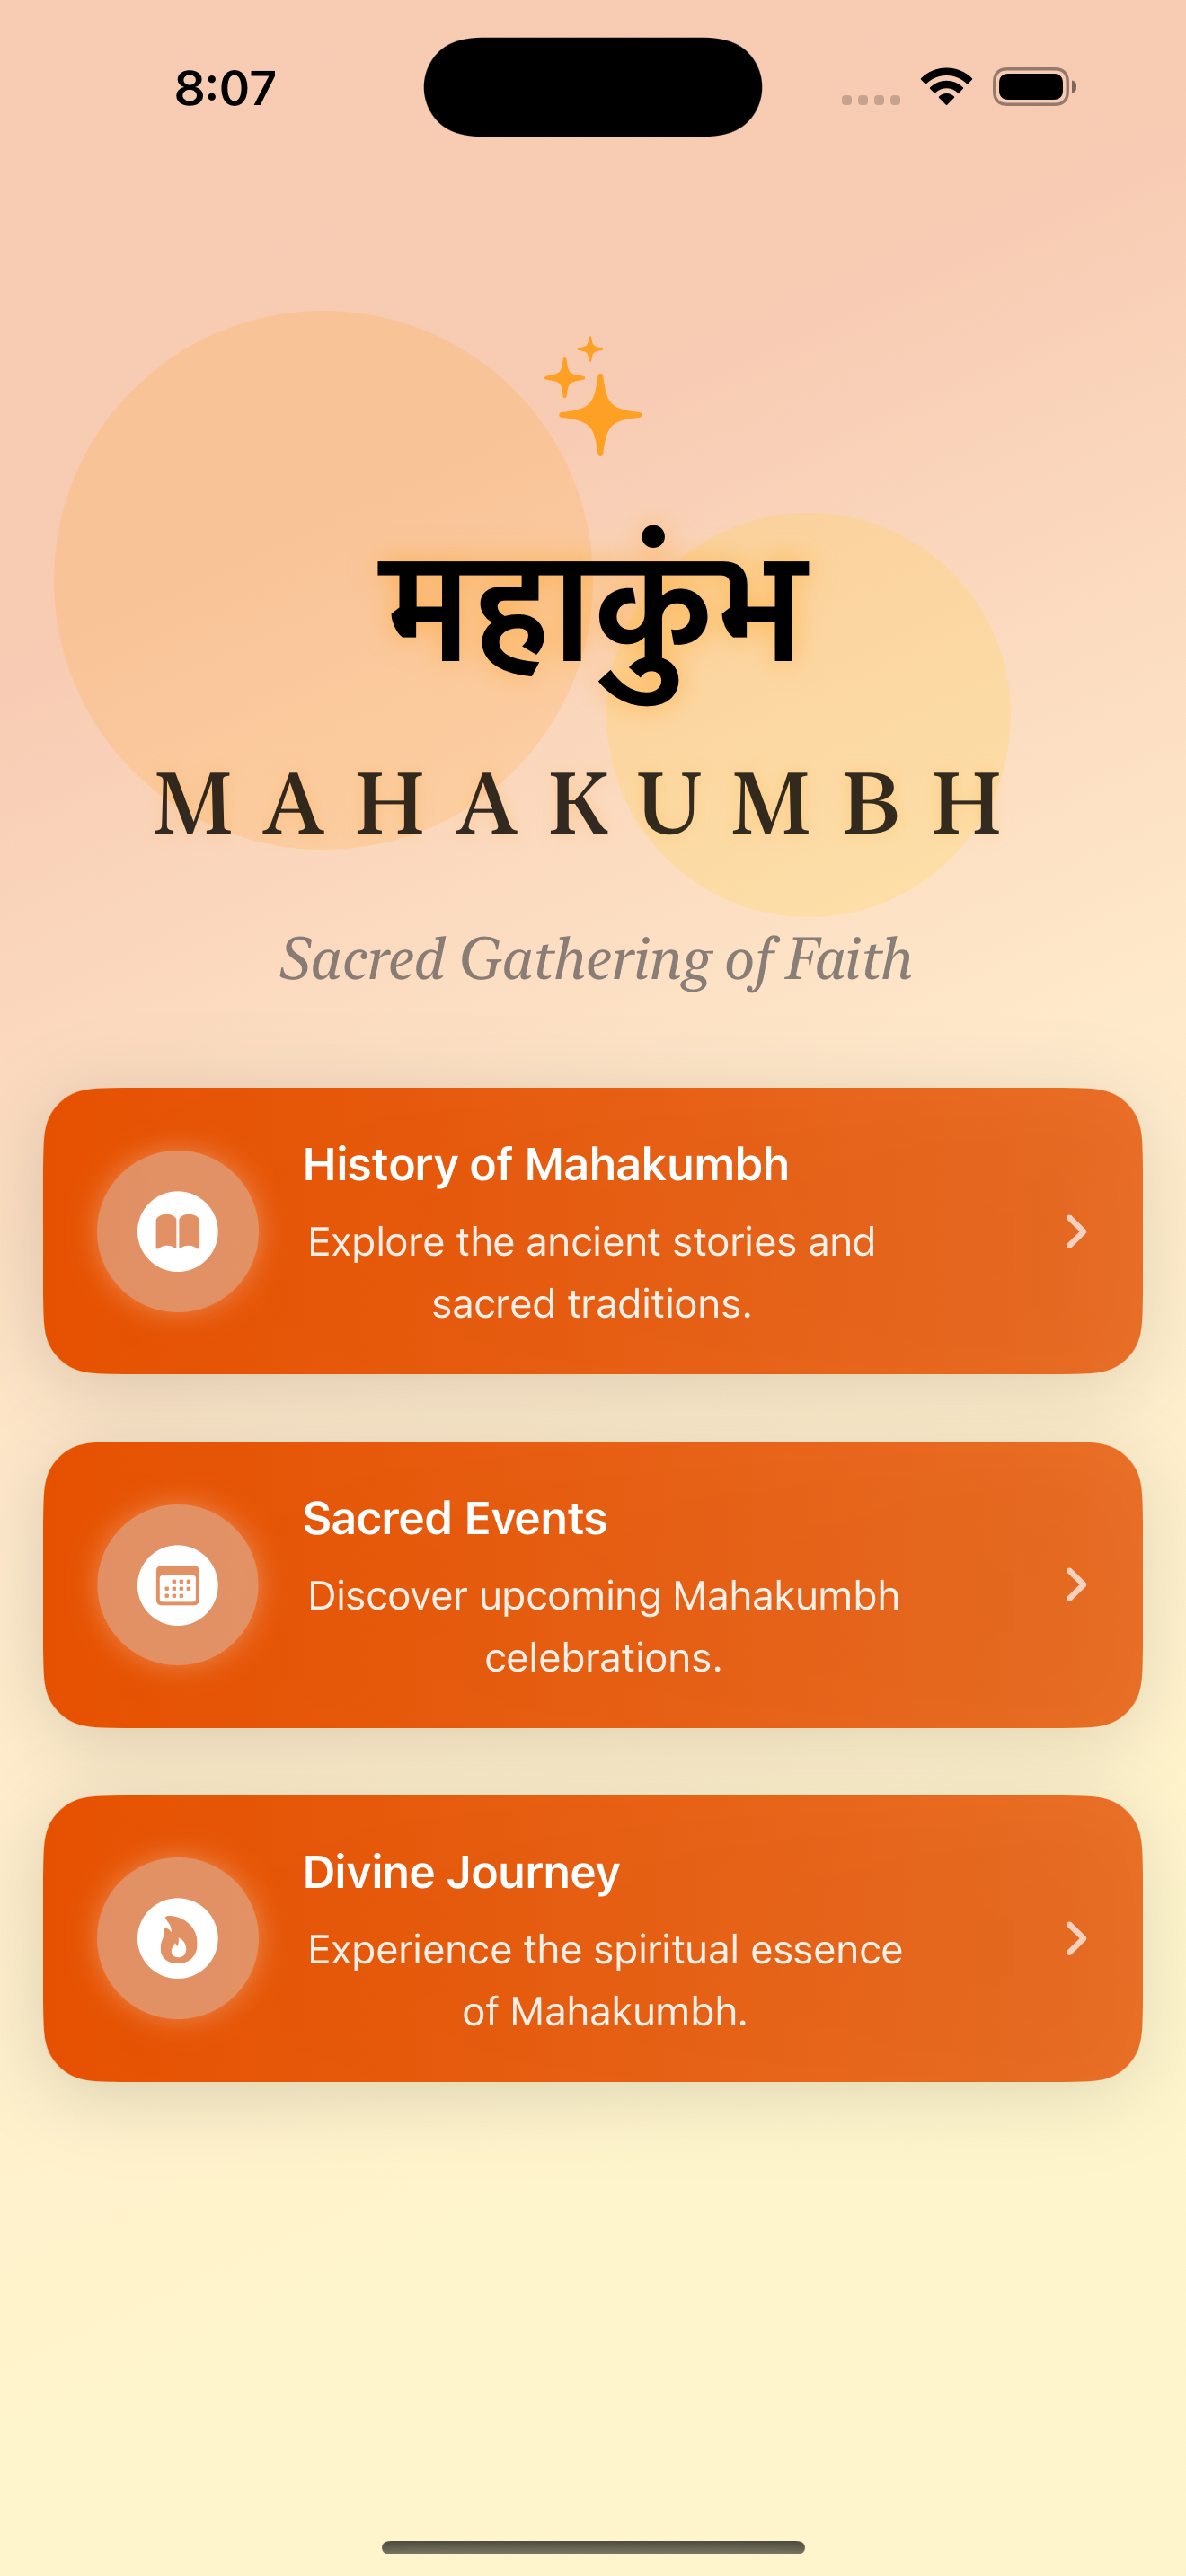 8:07
महाकुंभ
MAHAKUMBH
Sacred Gathering of Faith
History of Mahakumbh
Explore the ancient stories and
sacred traditions.
Sacred Events
Discover upcoming Mahakumbh
celebrations.
Divine Journey
Experience the spiritual essence
of Mahakumbh.